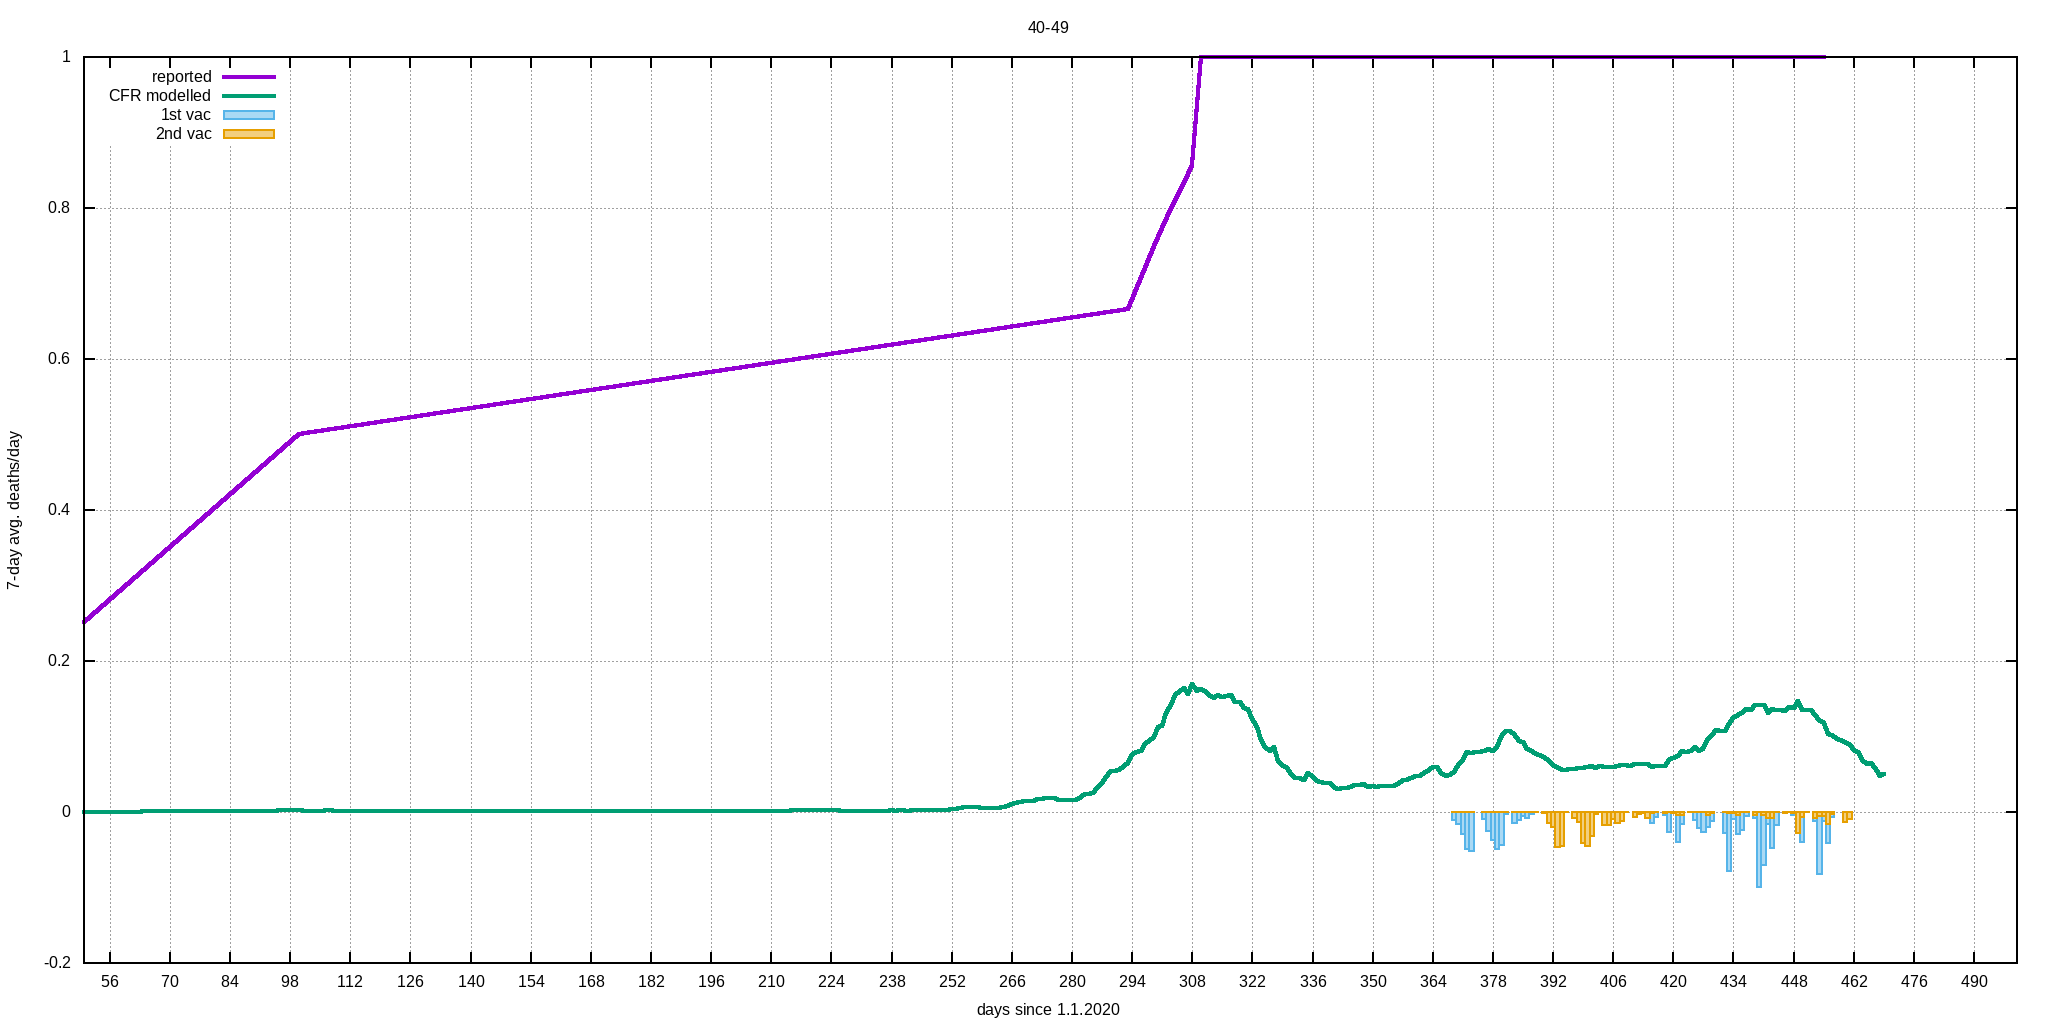 40-49
1
reported
CFR modelled
1st vac
2nd vac
0.8
0.6
0.4
0.2
0
-0.2
7-day avg. deaths/day
56 70 84 98 112 126 140 154 168 182 196 210 224 238 252 266 280 294 308 322 336 350 364 378 392 406 420 434 448 462 476 490
days since 1.1.2020